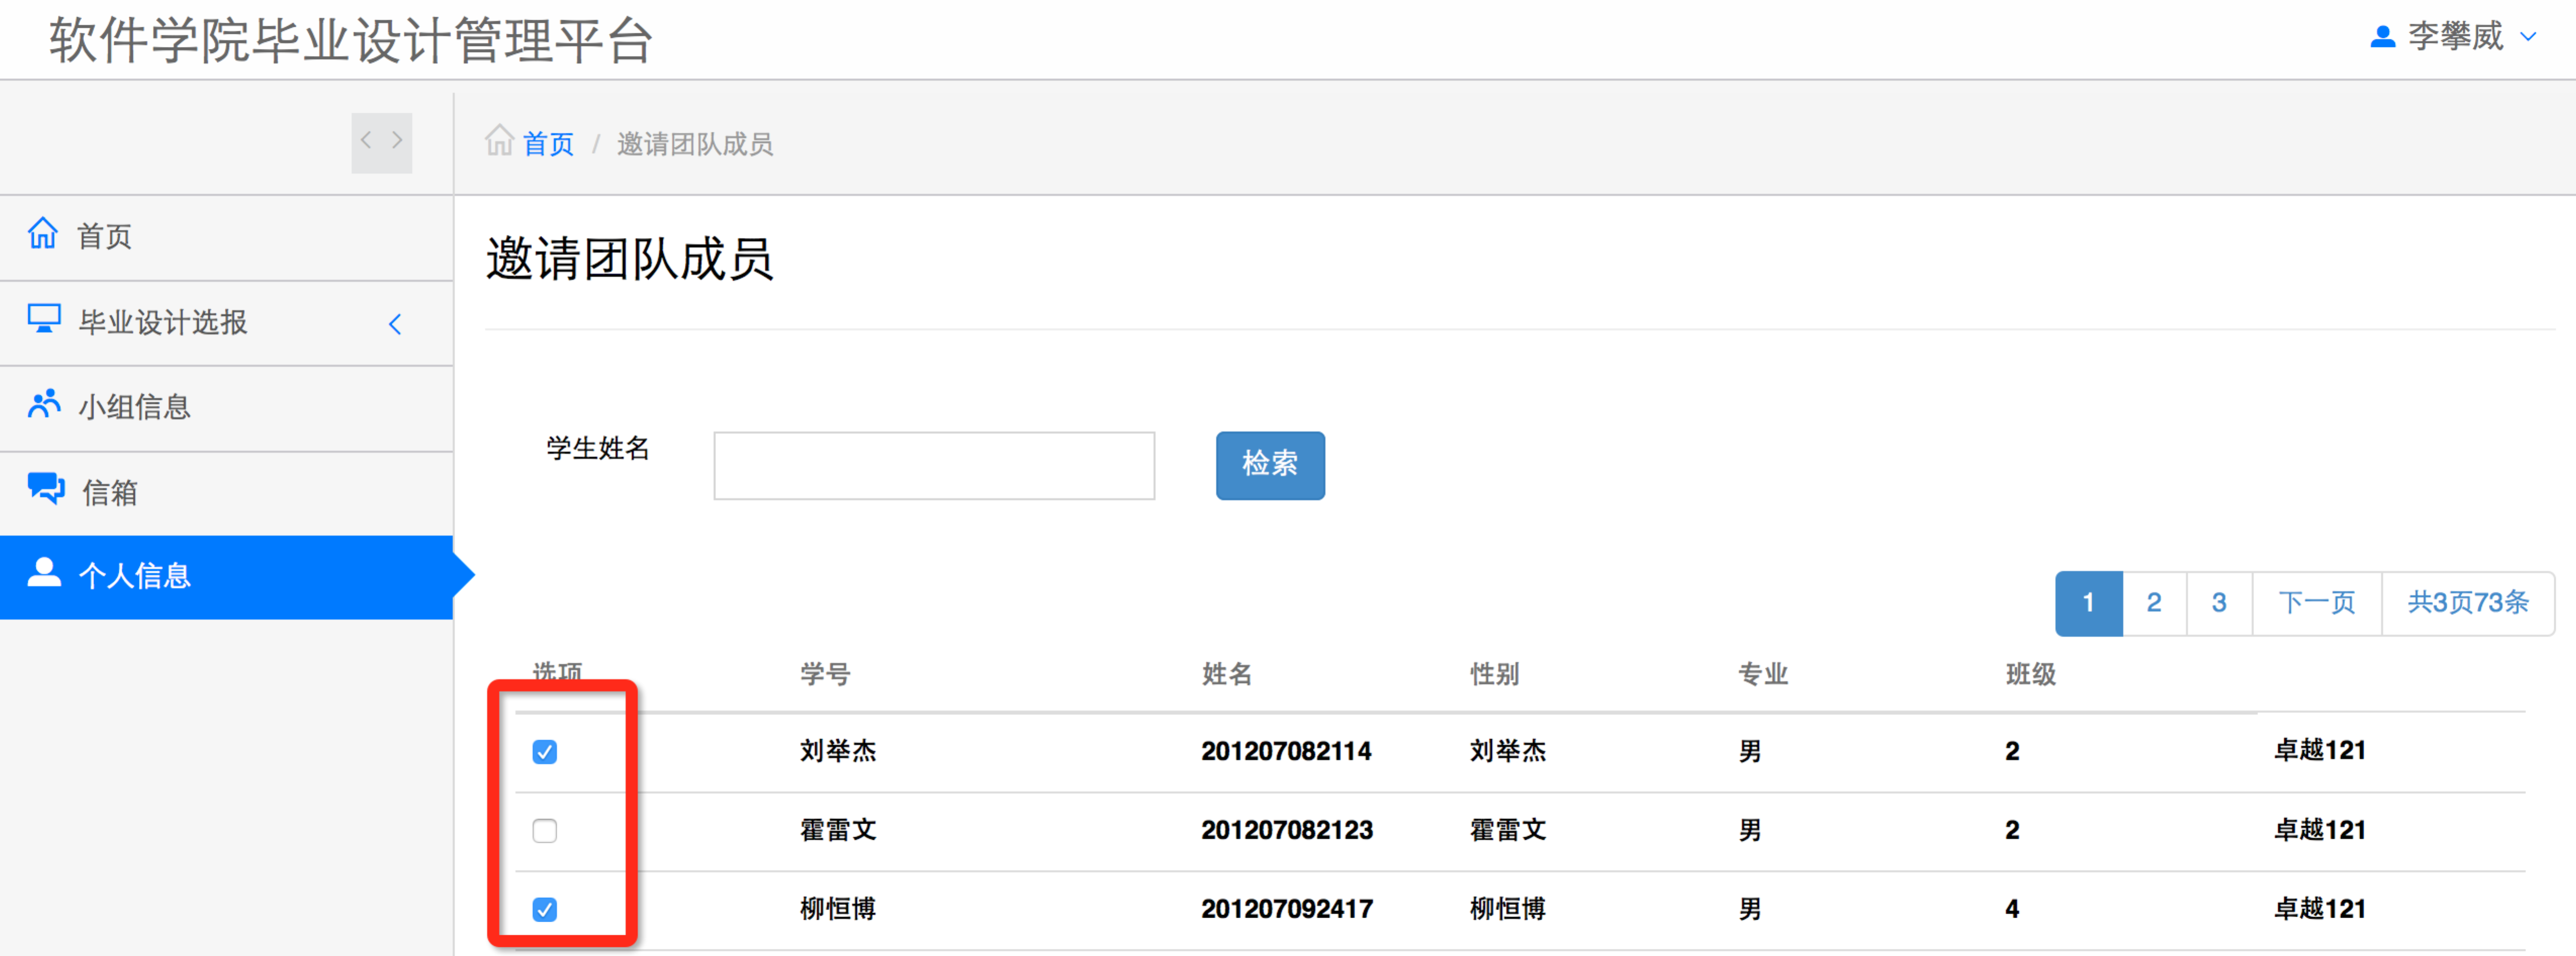 软件学院毕业设计管理平台
李攀威
首页 / 邀请团队成员
首页
毕业设计选报
小组信息
信箱
个人信息
邀请团队成员
学生姓名
检索
1 2 3 下一页 共3页73条
选项 学号 姓名 性别 专业 班级
刘举杰 201207082114 刘举杰 男 2 卓越121
霍雷文 201207082123 霍雷文 男 2 卓越121
柳恒博 201207092417 柳恒博 男 4 卓越121